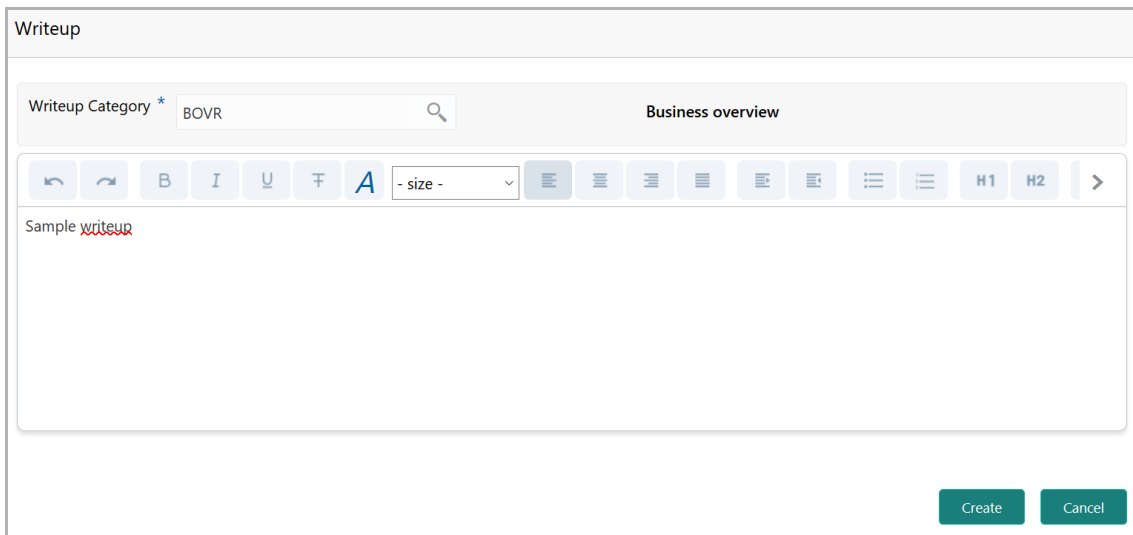 Writeup
Writeup Category * BOVR Business overview
B I U T A - size - H1 H2
Sample writeup
Create Cancel